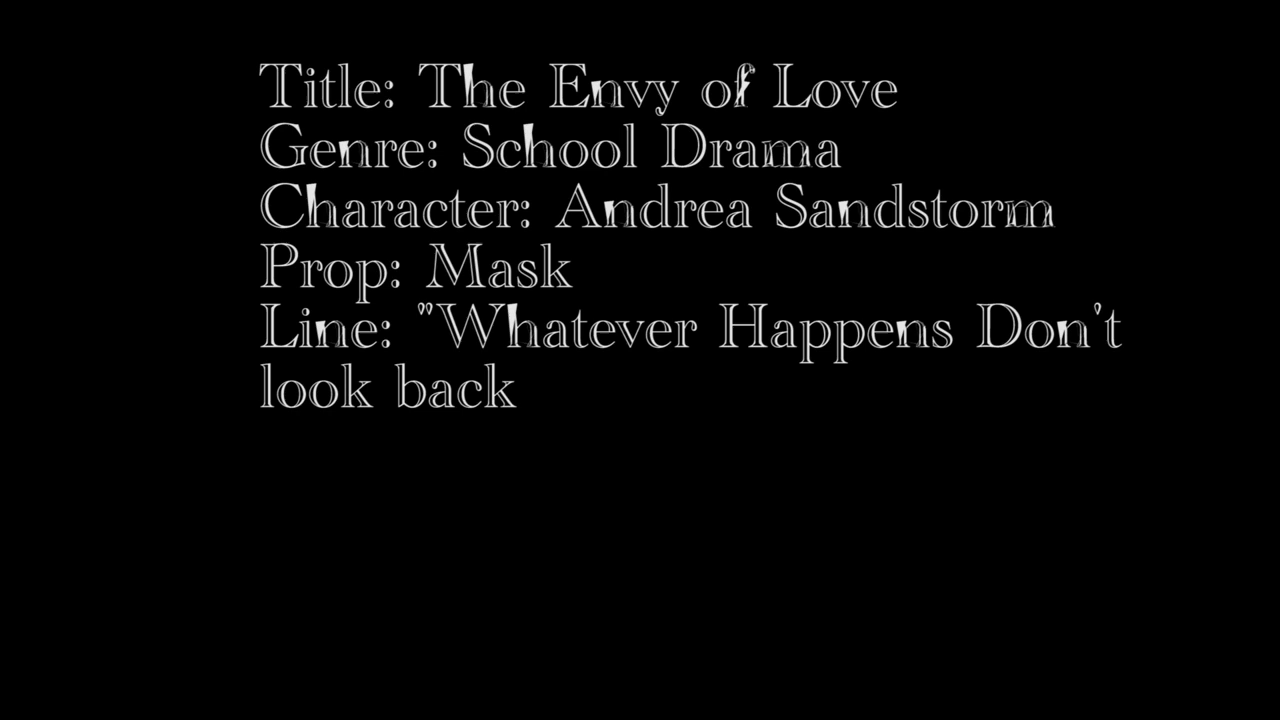 Title: The Envy of Love
Genre: School Drama
Character: Andrea Sandstorm
Prop: Mask
Line: "Whatever Happens Don't
look back